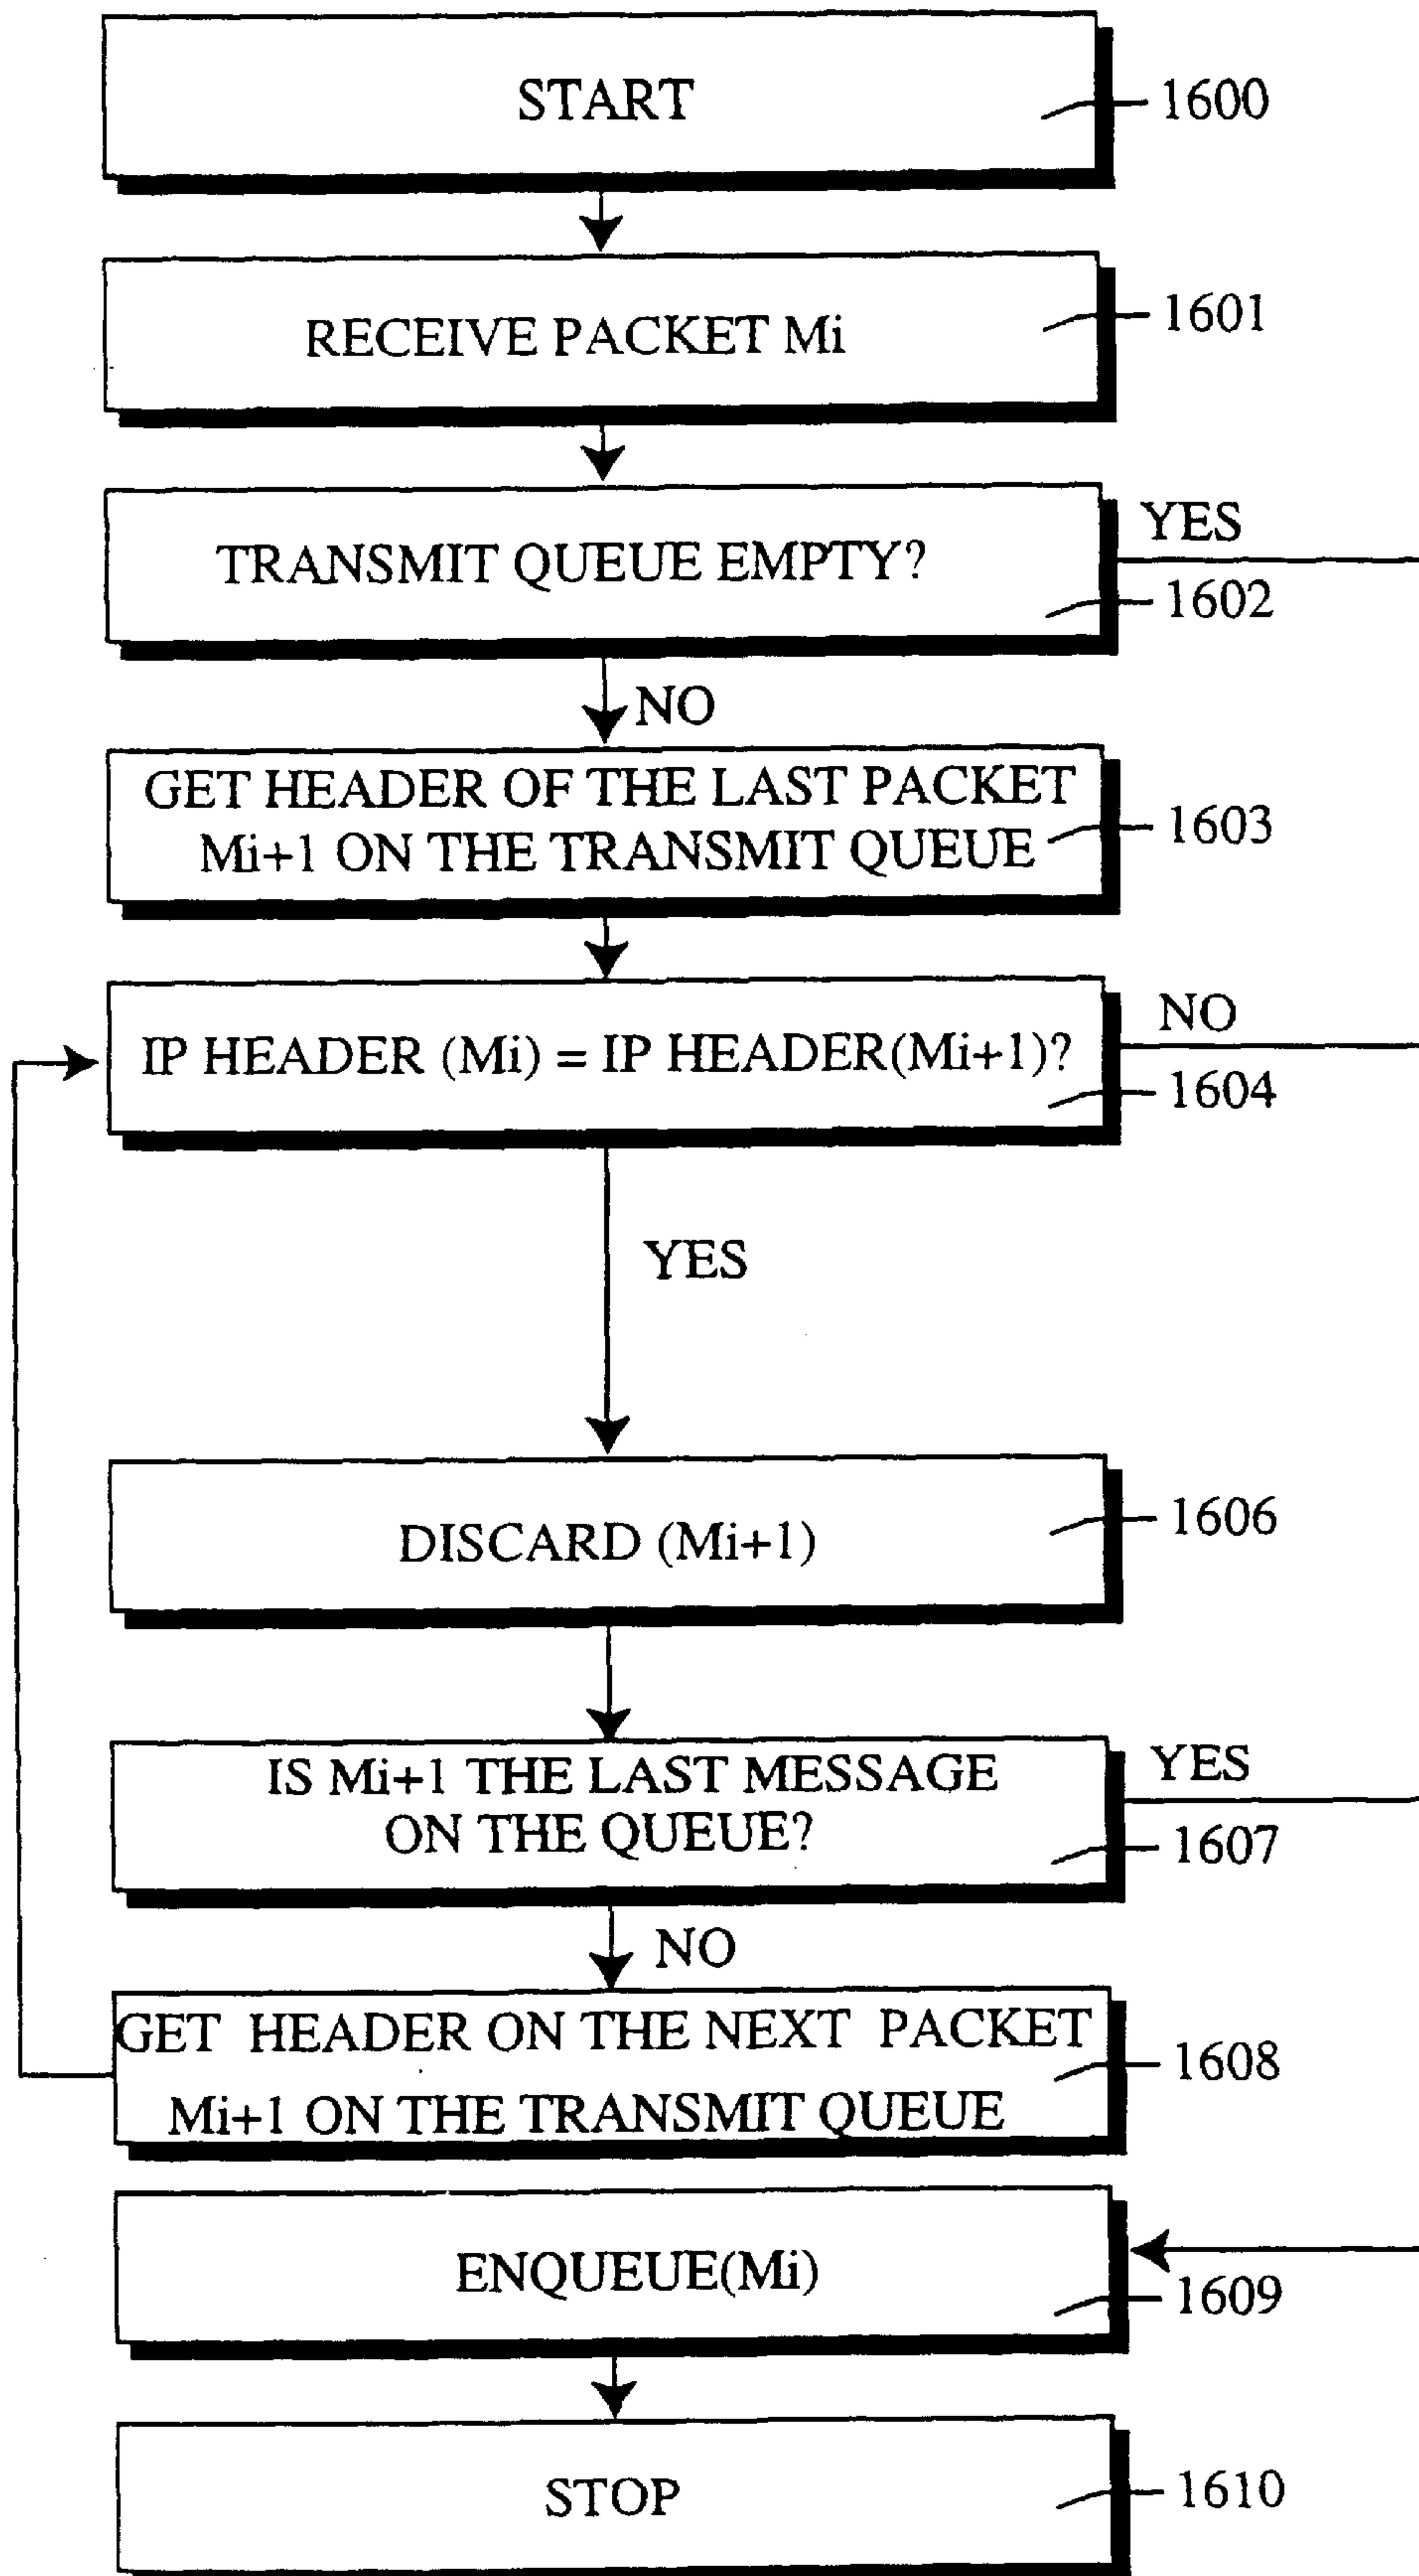 START
1600
RECEIVE PACKET Mi
1601
TRANSMIT QUEUE EMPTY?
YES
1602
NO
GET HEADER OF THE LAST PACKET
Mi+1 ON THE TRANSMIT QUEUE
1603
IP HEADER (Mi) = IP HEADER(Mi+1)?
NO
1604
YES
DISCARD (Mi+1)
1606
IS Mi+1 THE LAST MESSAGE
ON THE QUEUE?
YES
1607
NO
GET HEADER ON THE NEXT PACKET
Mi+1 ON THE TRANSMIT QUEUE
1608
ENQUEUE(Mi)
1609
STOP
1610